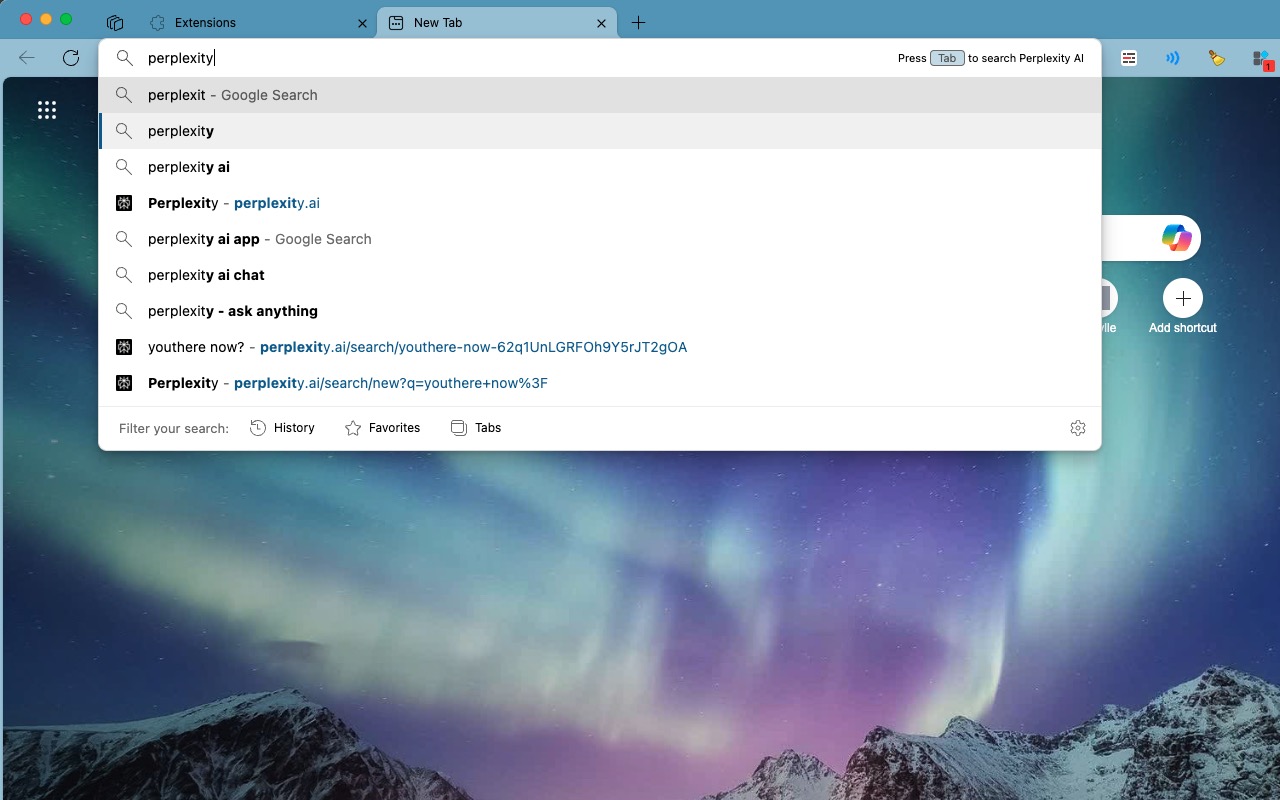 Extensions
New Tab
perplexity
Press Tab to search Perplexity AI
1
perplexit - Google Search
perplexity
perplexity ai
Perplexity - perplexity.ai
perplexity ai app - Google Search
perplexity ai chat
perplexity - ask anything
youthere now? - perplexity.ai/search/youthere-now-62q1UnLGRFOh9Y5rJT2gOA
Perplexity - perplexity.ai/search/new?q=youthere+now%3F
Filter your search: History Favorites Tabs
Add shortcut